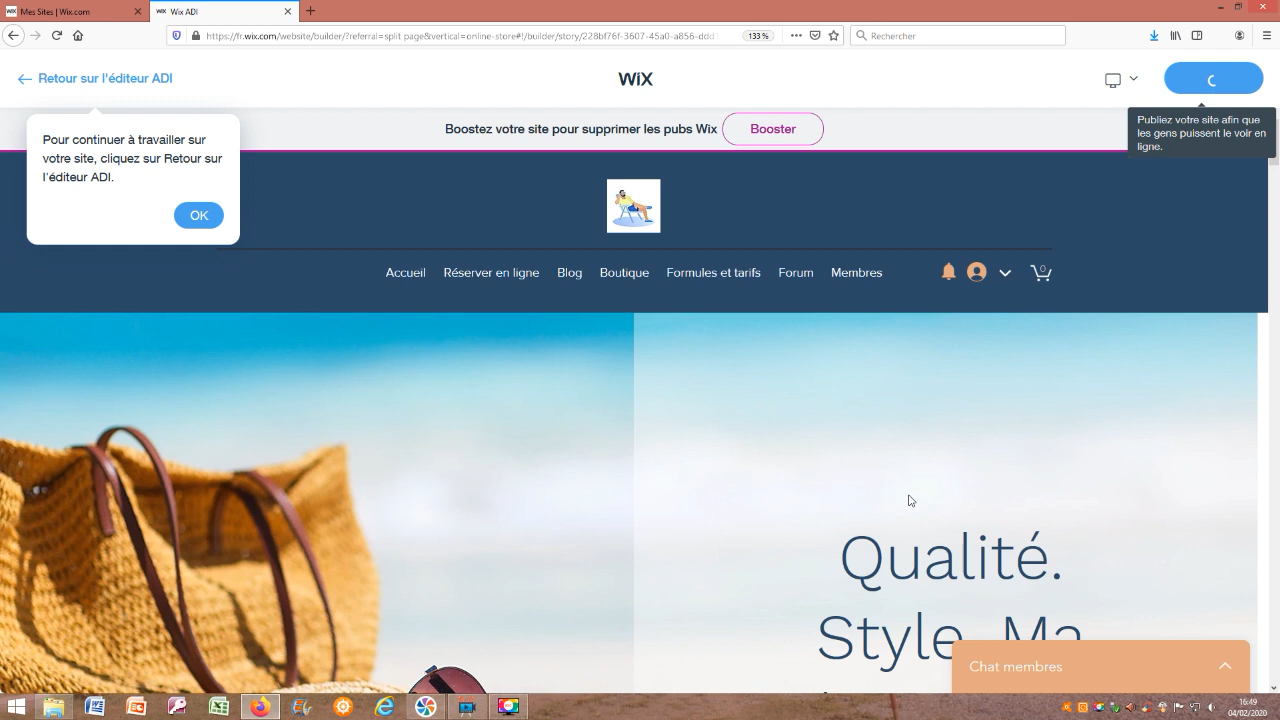 Mes Sites | Wix.com
Wix ADI
https://fr.wix.com/website/builder/?referral=split page&vertical=online-store#!/builder/story/228bf76f-3607-45a0-a856-ddd
133 %
Rechercher
Retour sur l'éditeur ADI
WiX
Pour continuer à travailler sur
votre site, cliquez sur Retour sur
l'éditeur ADI.
OK
Boostez votre site pour supprimer les pubs Wix
Booster
Publiez votre site afin que
les gens puissent le voir en
ligne.
Accueil Réserver en ligne Blog Boutique Formules et tarifs Forum Membres
0
Qualité.
Style. Ma
Chat membres
16:49
04/02/2020